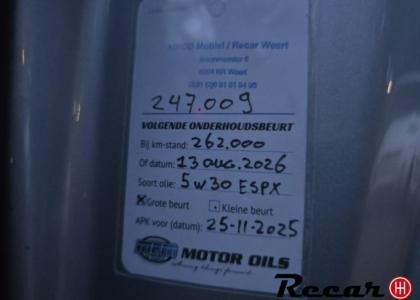 Mobiel / Recar Weert
Weert
247.009
VOLGENDE ONDERHOUDSBEURT
Bij km-stand: 262.000
Of datum: 13 aug. 2026
Soort olie: 5w30 ESPX
X Grote beurt Kleine beurt
APK voor (datum): 25-11-2025
MOTOR OILS
Recar